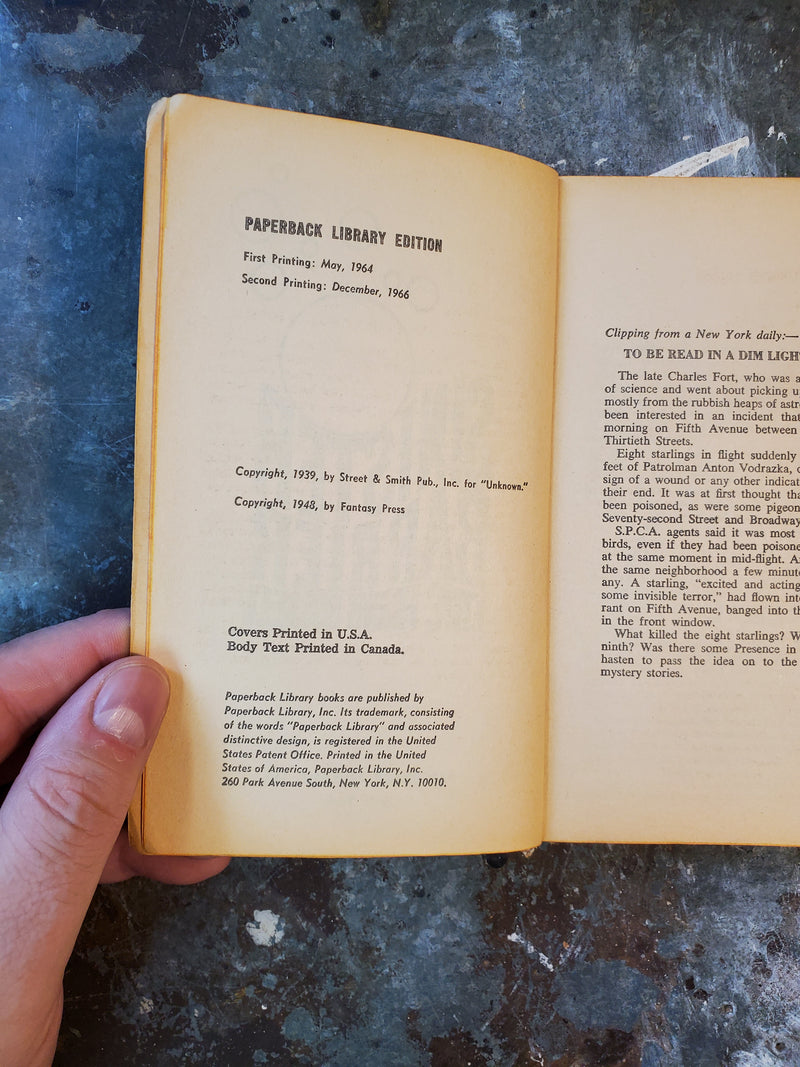 PAPERBACK LIBRARY EDITION
First Printing: May, 1964
Second Printing: December, 1966
Copyright, 1939, by Street & Smith Pub., Inc. for "Unknown."
Copyright, 1948, by Fantasy Press
Covers Printed in U.S.A.
Body Text Printed in Canada.
Paperback Library books are published by
Paperback Library, Inc. Its trademark, consisting
of the words "Paperback Library" and associated
distinctive design, is registered in the United
States Patent Office. Printed in the United
States of America, Paperback Library, Inc.
260 Park Avenue South, New York, N.Y. 10010.
Clipping from a New York daily:—
TO BE READ IN A DIM
The late Charles Fort, who was
of science and went about picking
mostly from the rubbish heaps of
been interested in an incident that
morning on Fifth Avenue between
Thirtieth Streets.
Eight starlings in flight suddenly
feet of Patrolman Anton Vodrazka,
sign of a wound or any other
their end. It was at first thought
been poisoned, as were some
Seventy-second Street and Broadway
S.P.C.A. agents said it was most
birds, even if they had been
at the same moment in mid-flight.
the same neighborhood a few
any. A starling, "excited and acting
some invisible terror," had flown
rant on Fifth Avenue, banged into
in the front window.
What killed the eight starlings?
ninth? Was there some Presence in
hasten to pass the idea on to the
mystery stories.